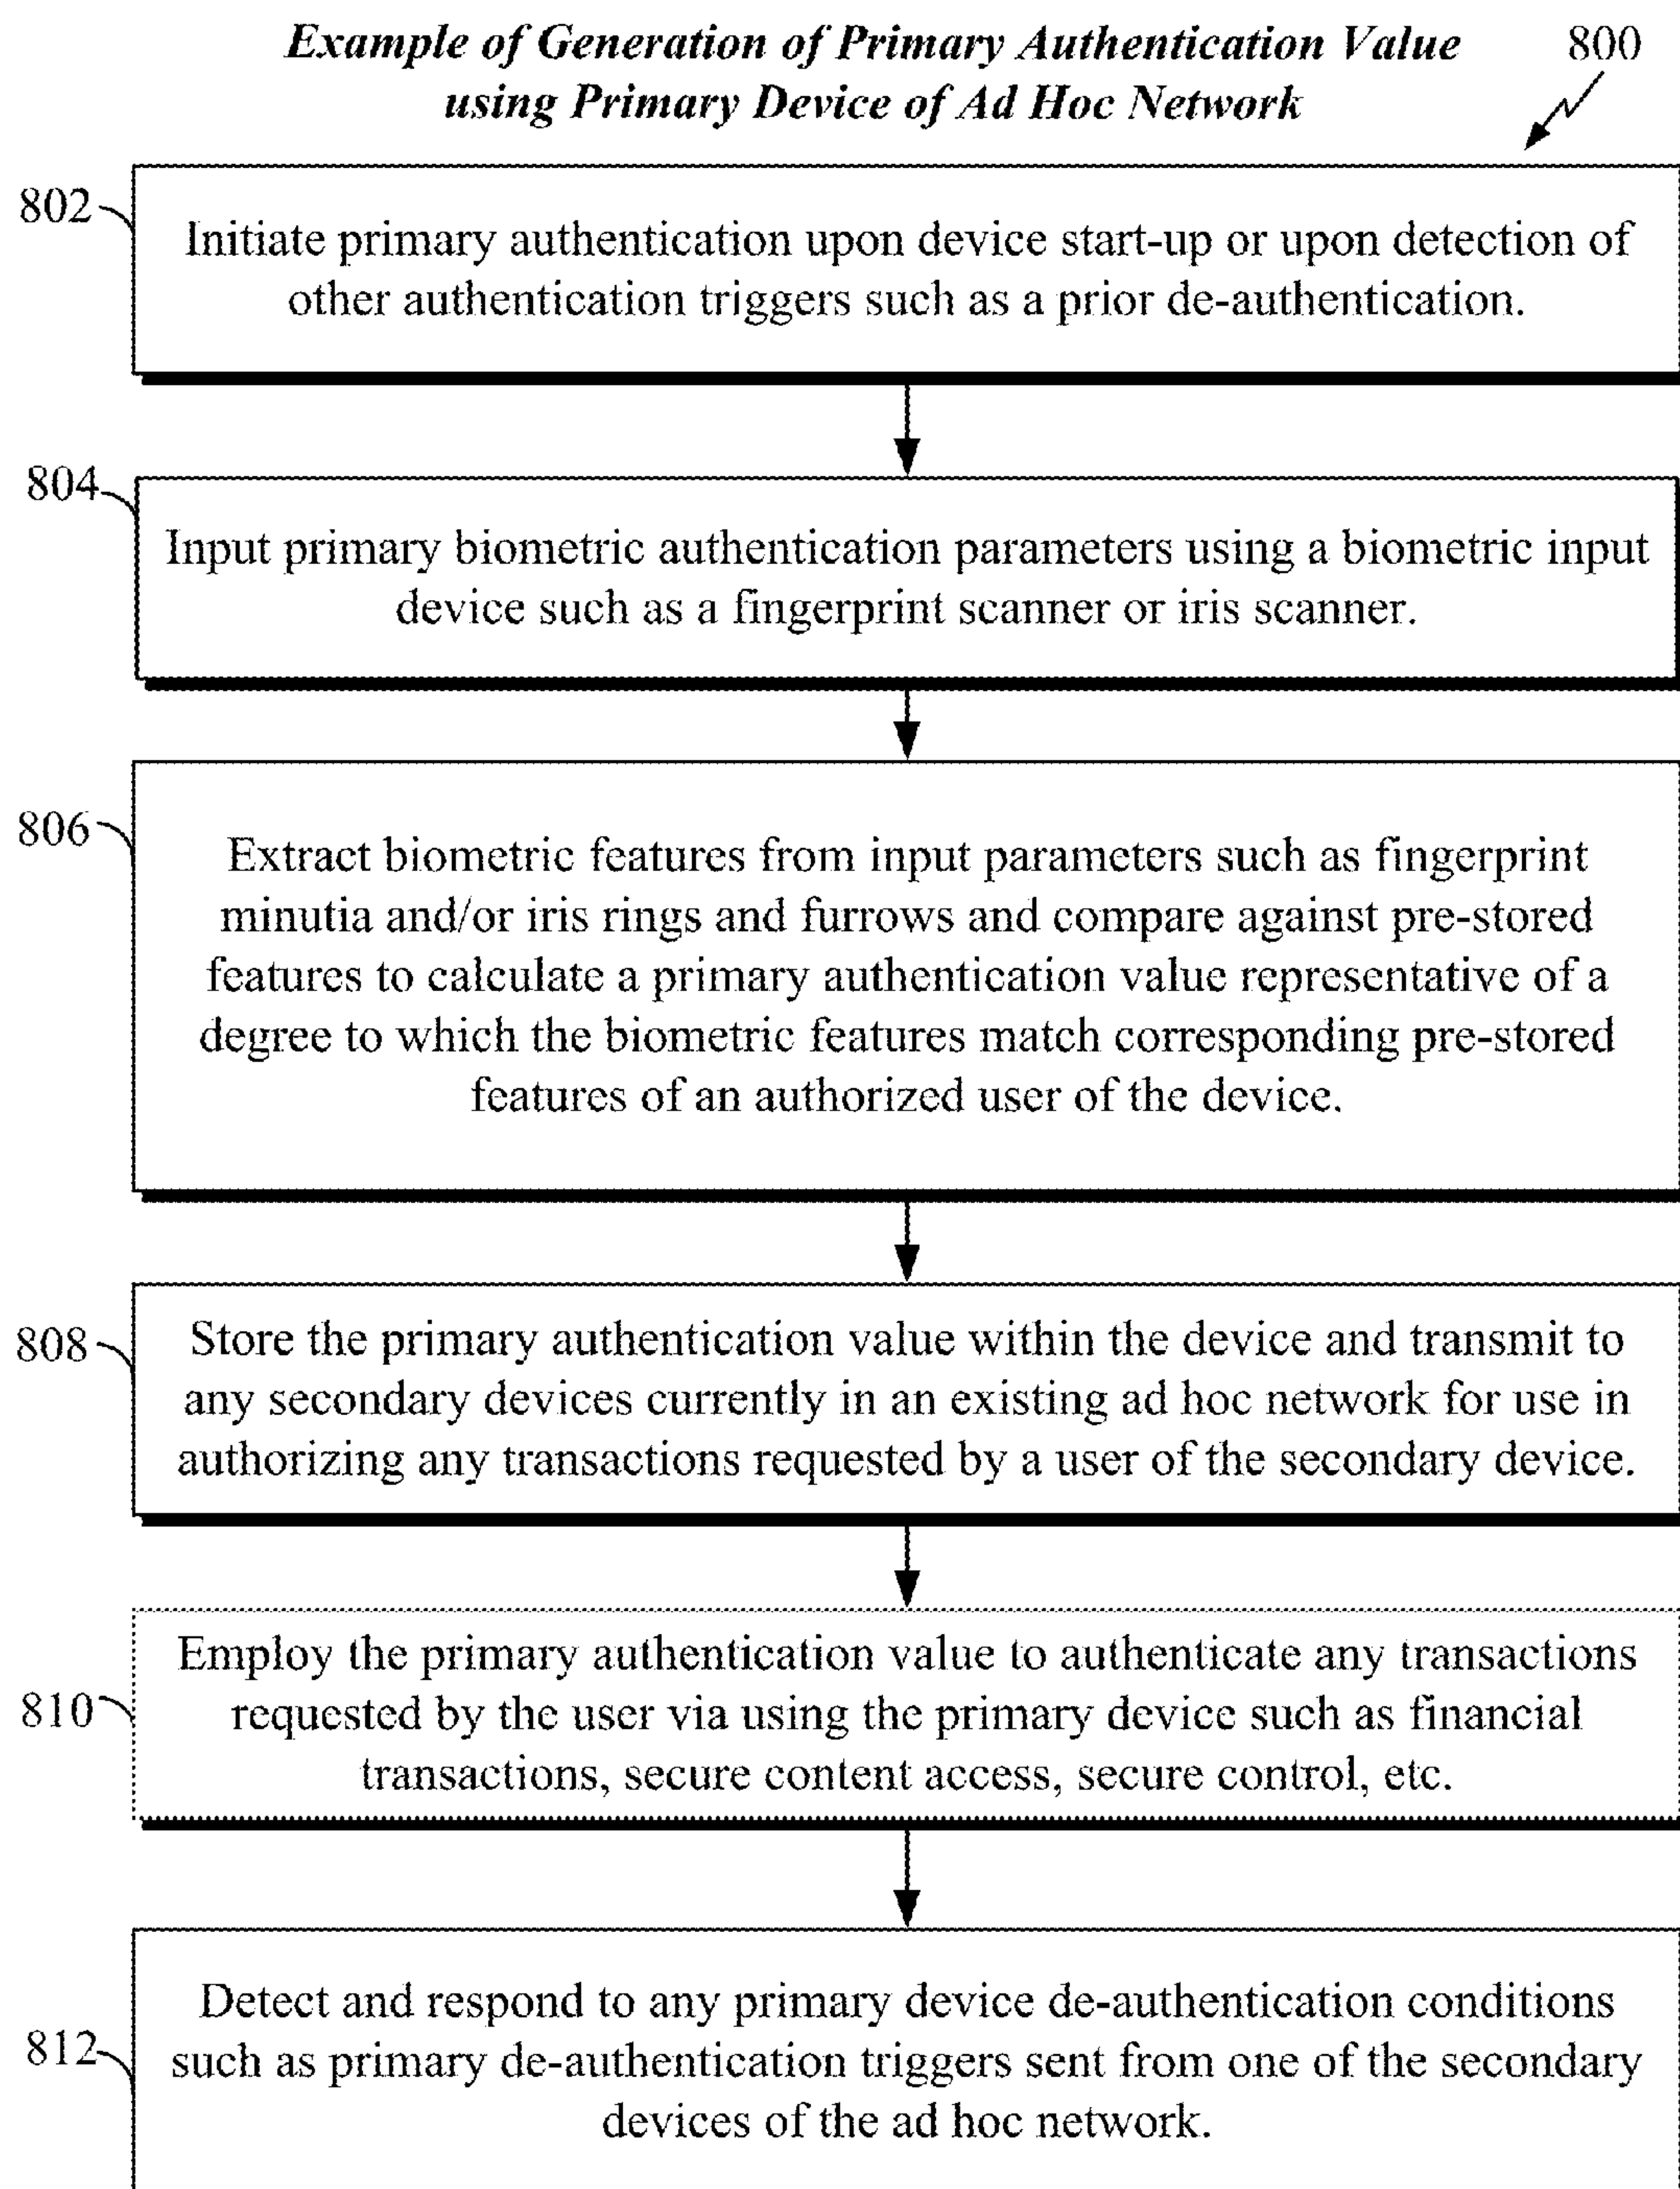 Example of Generation of Primary Authentication Value 800
using Primary Device of Ad Hoc Network
802
Initiate primary authentication upon device start-up or upon detection of
other authentication triggers such as a prior de-authentication.
804
Input primary biometric authentication parameters using a biometric input
device such as a fingerprint scanner or iris scanner.
806
Extract biometric features from input parameters such as fingerprint
minutia and/or iris rings and furrows and compare against pre-stored
features to calculate a primary authentication value representative of a
degree to which the biometric features match corresponding pre-stored
features of an authorized user of the device.
808
Store the primary authentication value within the device and transmit to
any secondary devices currently in an existing ad hoc network for use in
authorizing any transactions requested by a user of the secondary device.
810
Employ the primary authentication value to authenticate any transactions
requested by the user via using the primary device such as financial
transactions, secure content access, secure control, etc.
812
Detect and respond to any primary device de-authentication conditions
such as primary de-authentication triggers sent from one of the secondary
devices of the ad hoc network.